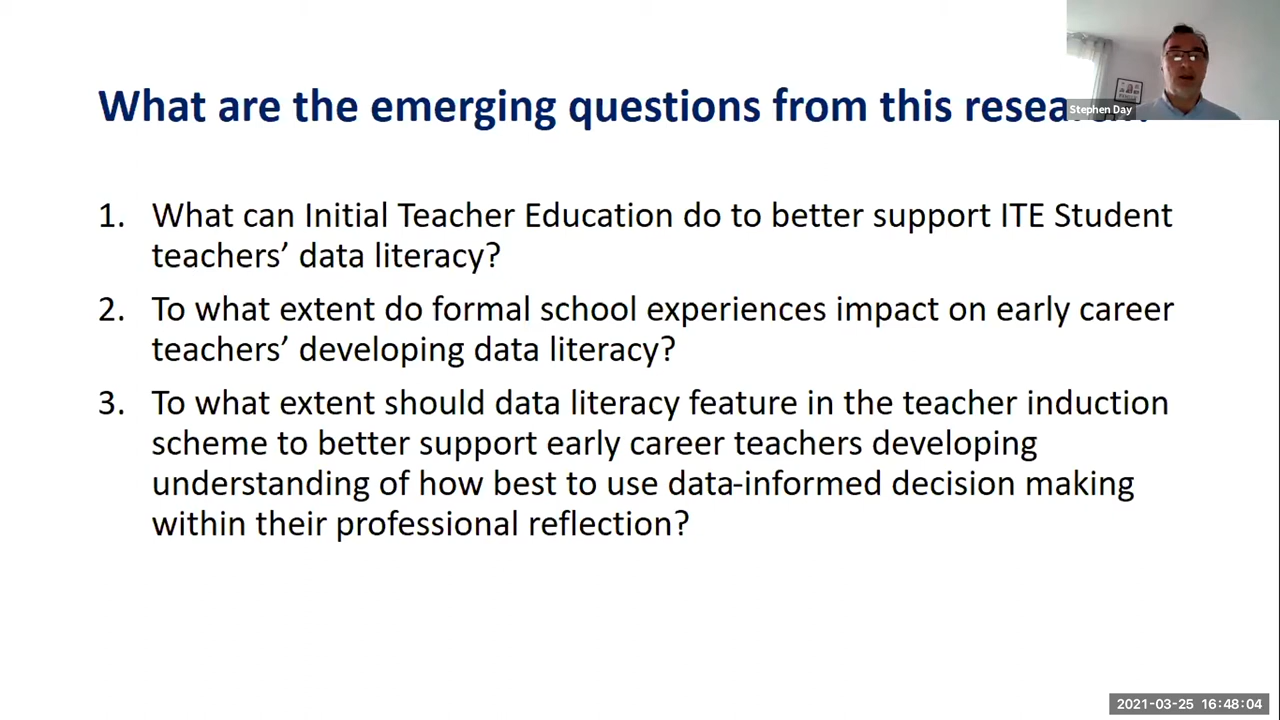 What are the emerging questions from this
Stephen Day
1. What can Initial Teacher Education do to better support ITE Student
teachers’ data literacy?
2. To what extent do formal school experiences impact on early career
teachers’ developing data literacy?
3. To what extent should data literacy feature in the teacher induction
scheme to better support early career teachers developing
understanding of how best to use data-informed decision making
within their professional reflection?
2021-03-25 16:48:04